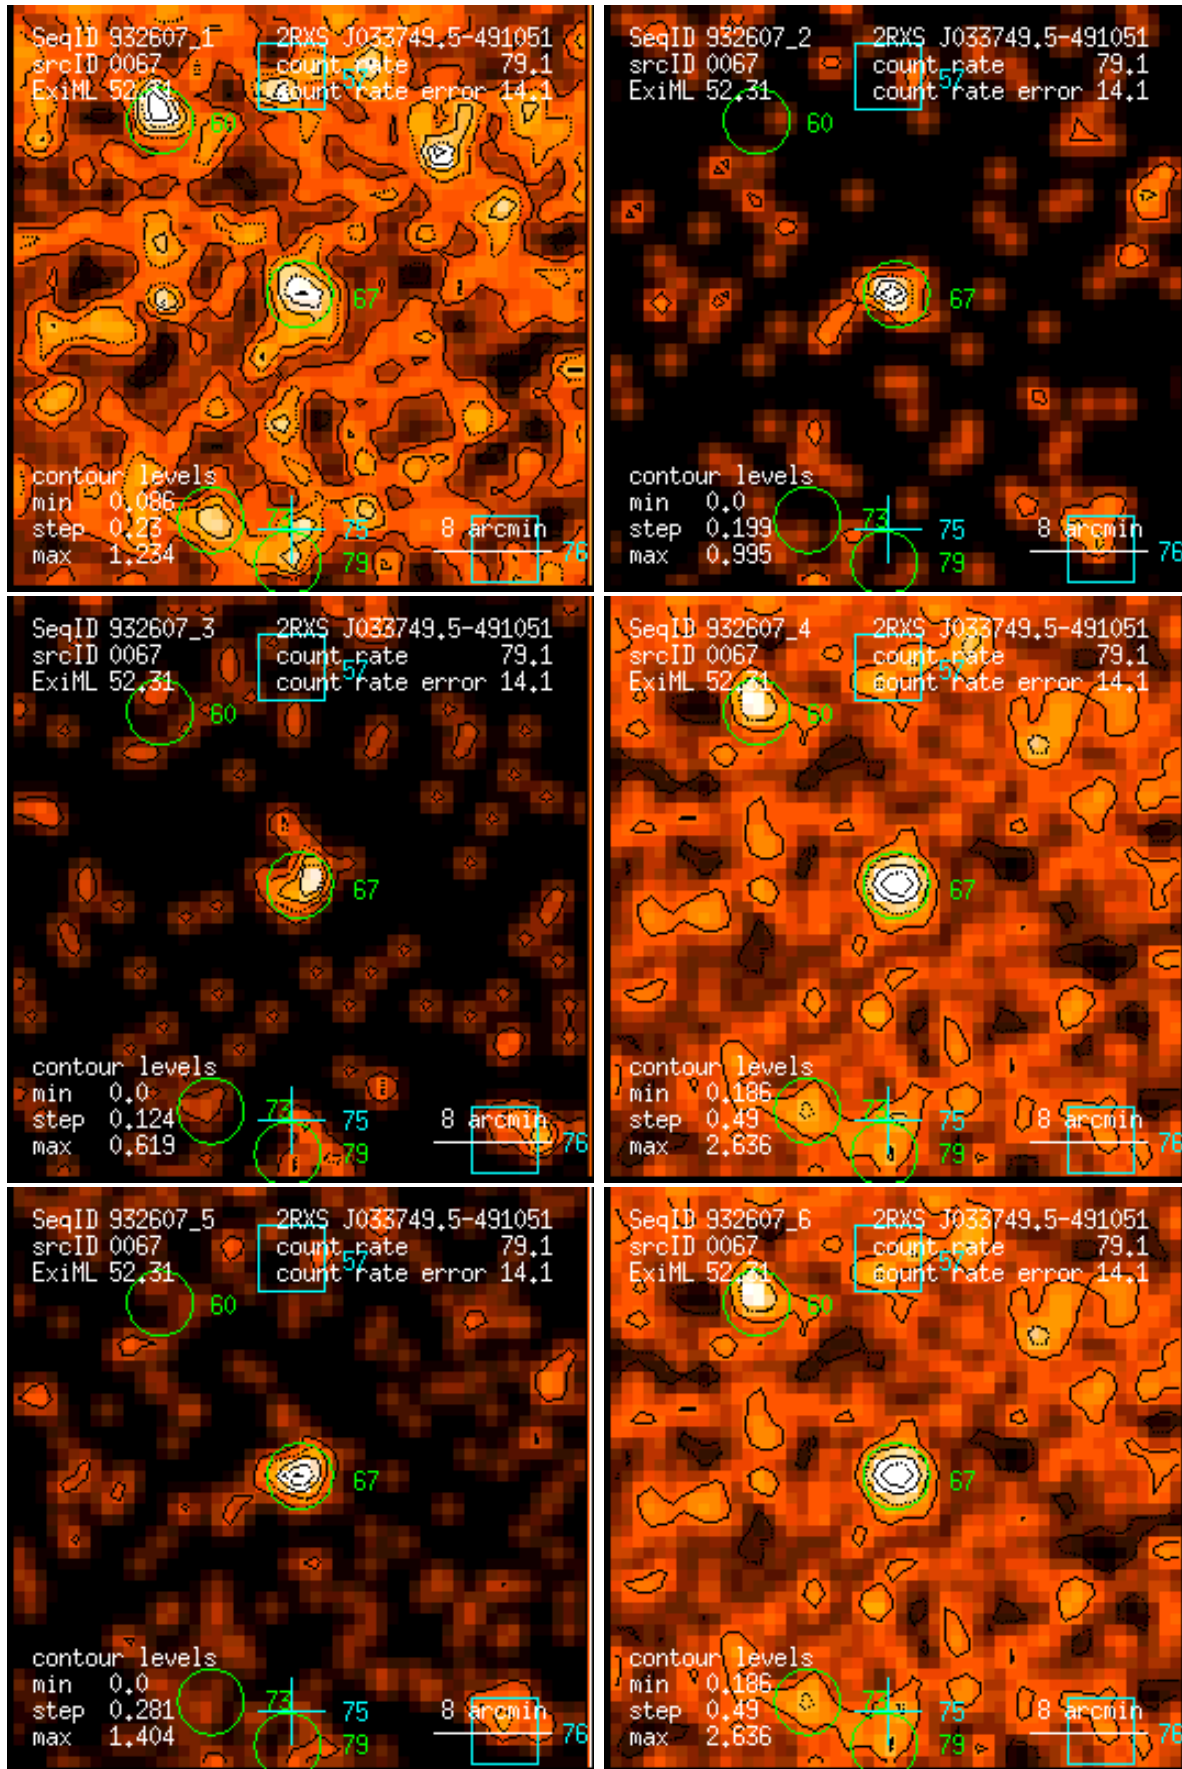 SeqID 932607_1 2RXS J033749.5-491051
srcID 0067 count rate 79.1
ExiML 52.31 count rate error 14.1
57
60
67
contour levels
min 0.086
step 0.23
max 1.234
73
75
79
8 arcmin
76
SeqID 932607_2 2RXS J033749.5-491051
srcID 0067 count rate 79.1
ExiML 52.31 count rate error 14.1
57
60
67
contour levels
min 0.0
step 0.199
max 0.995
73
75
79
8 arcmin
76
SeqID 932607_3 2RXS J033749.5-491051
srcID 0067 count rate 79.1
ExiML 52.31 count rate error 14.1
57
60
67
contour levels
min 0.0
step 0.124
max 0.619
73
75
79
8 arcmin
76
SeqID 932607_4 2RXS J033749.5-491051
srcID 0067 count rate 79.1
ExiML 52.31 count rate error 14.1
57
60
67
contour levels
min 0.186
step 0.49
max 2.636
73
75
79
8 arcmin
76
SeqID 932607_5 2RXS J033749.5-491051
srcID 0067 count rate 79.1
ExiML 52.31 count rate error 14.1
57
60
67
contour levels
min 0.0
step 0.281
max 1.404
73
75
79
8 arcmin
76
SeqID 932607_6 2RXS J033749.5-491051
srcID 0067 count rate 79.1
ExiML 52.31 count rate error 14.1
57
60
67
contour levels
min 0.186
step 0.49
max 2.636
73
75
79
8 arcmin
76